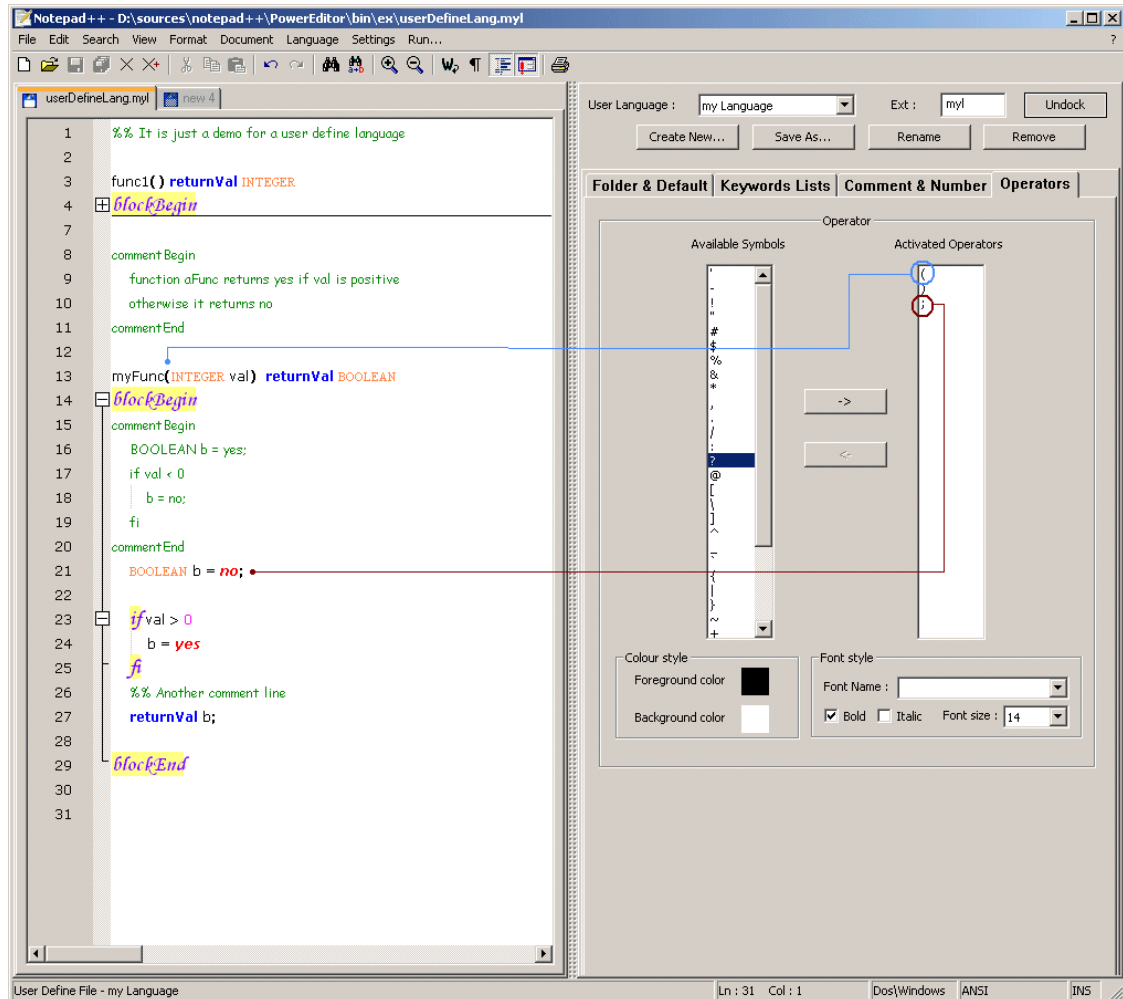 Notepad++ - D:\sources\notepad++\PowerEditor\bin\ex\userDefineLang.myl
File Edit Search View Format Document Language Settings Run... ?
userDefineLang.myl new 4
1 %% It is just a demo for a user define language
2
3 func1() returnVal INTEGER
4 blockBegin
7
8 commentBegin
9 function aFunc returns yes if val is positive
10 otherwise it returns no
11 commentEnd
12
13 myFunc(INTEGER val) returnVal BOOLEAN
14 blockBegin
15 commentBegin
16 BOOLEAN b = yes;
17 if val < 0
18 b = no;
19 fi
20 commentEnd
21 BOOLEAN b = no;
22
23 if val > 0
24 b = yes
25 fi
26 %% Another comment line
27 returnVal b;
28
29 blockEnd
30
31
User Language : my Language Ext : myl Undock
Create New... Save As... Rename Remove
Folder & Default Keywords Lists Comment & Number Operators
Operator
Available Symbols
'
-
!
"
#
$
%
&
*
,
.
/
:
?
@
[
\
]
^
_
{
|
}
~
+
->
<-
Activated Operators
(
)
;
Colour style
Foreground color
Background color
Font style
Font Name :
Bold Italic Font size : 14
User Define File - my Language Ln : 31 Col : 1 Dos\Windows ANSI INS